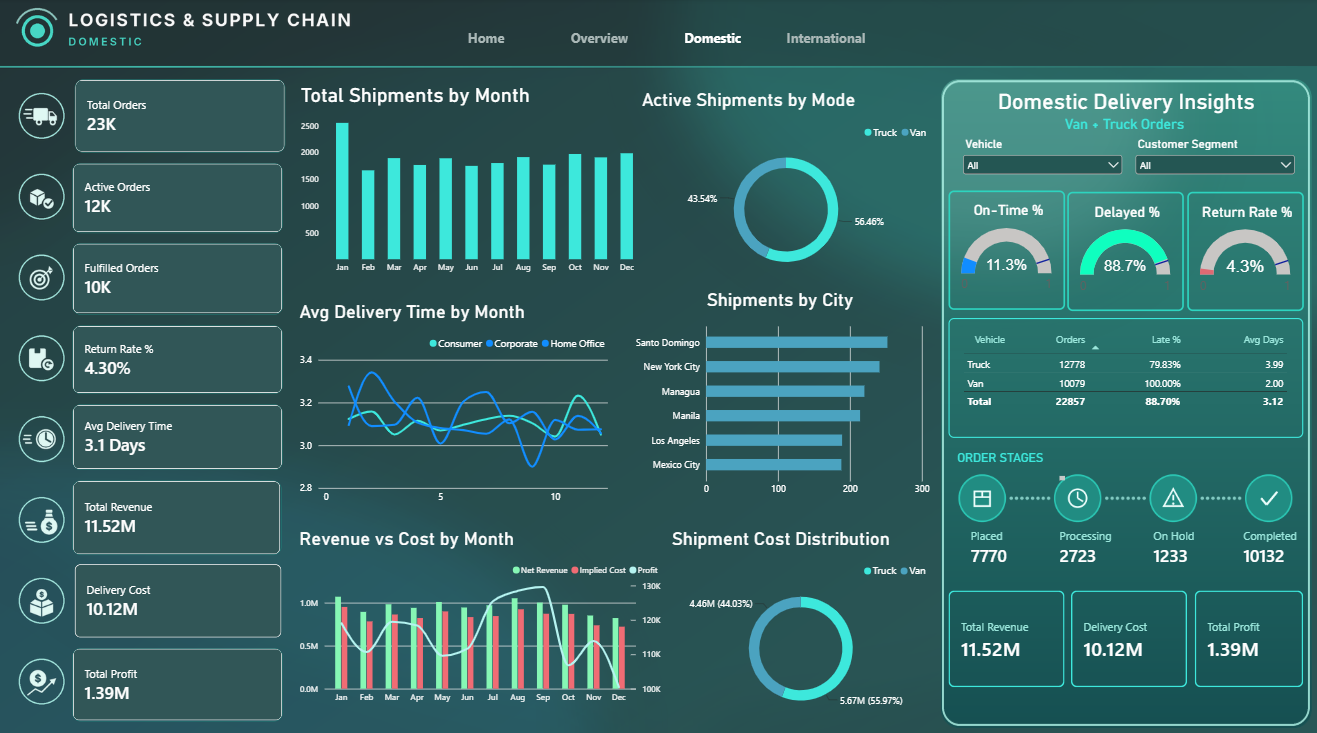 LOGISTICS & SUPPLY CHAIN
DOMESTIC
Home Overview Domestic International
Total Orders
23K
Active Orders
12K
Fulfilled Orders
10K
Return Rate %
4.30%
Avg Delivery Time
3.1 Days
Total Revenue
11.52M
Delivery Cost
10.12M
Total Profit
1.39M
Total Shipments by Month
2500
2000
1500
1000
500
Jan Feb Mar Apr May Jun Jul Aug Sep Oct Nov Dec
Active Shipments by Mode
Truck Van
43.54%
56.46%
Avg Delivery Time by Month
Consumer Corporate Home Office
3.4
3.2
3.0
2.8
0 5 10
Shipments by City
Santo Domingo
New York City
Managua
Manila
Los Angeles
Mexico City
0 100 200 300
Revenue vs Cost by Month
Net Revenue Implied Cost Profit
1.0M
0.5M
0.0M
130K
120K
110K
100K
Jan Feb Mar Apr May Jun Jul Aug Sep Oct Nov Dec
Shipment Cost Distribution
Truck Van
4.46M (44.03%)
5.67M (55.97%)
Domestic Delivery Insights
Van + Truck Orders
Vehicle Customer Segment
All All
On-Time % Delayed % Return Rate %
11.3% 88.7% 4.3%
Vehicle Orders Late % Avg Days
Truck 12778 79.83% 3.99
Van 10079 100.00% 2.00
Total 22857 88.70% 3.12
ORDER STAGES
Placed Processing On Hold Completed
7770 2723 1233 10132
Total Revenue Delivery Cost Total Profit
11.52M 10.12M 1.39M